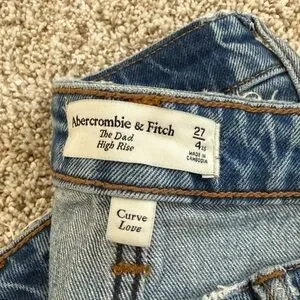 Abercrombie & Fitch
The Dad
High Rise
27
4
MADE IN
CAMBODIA
Curve
Love